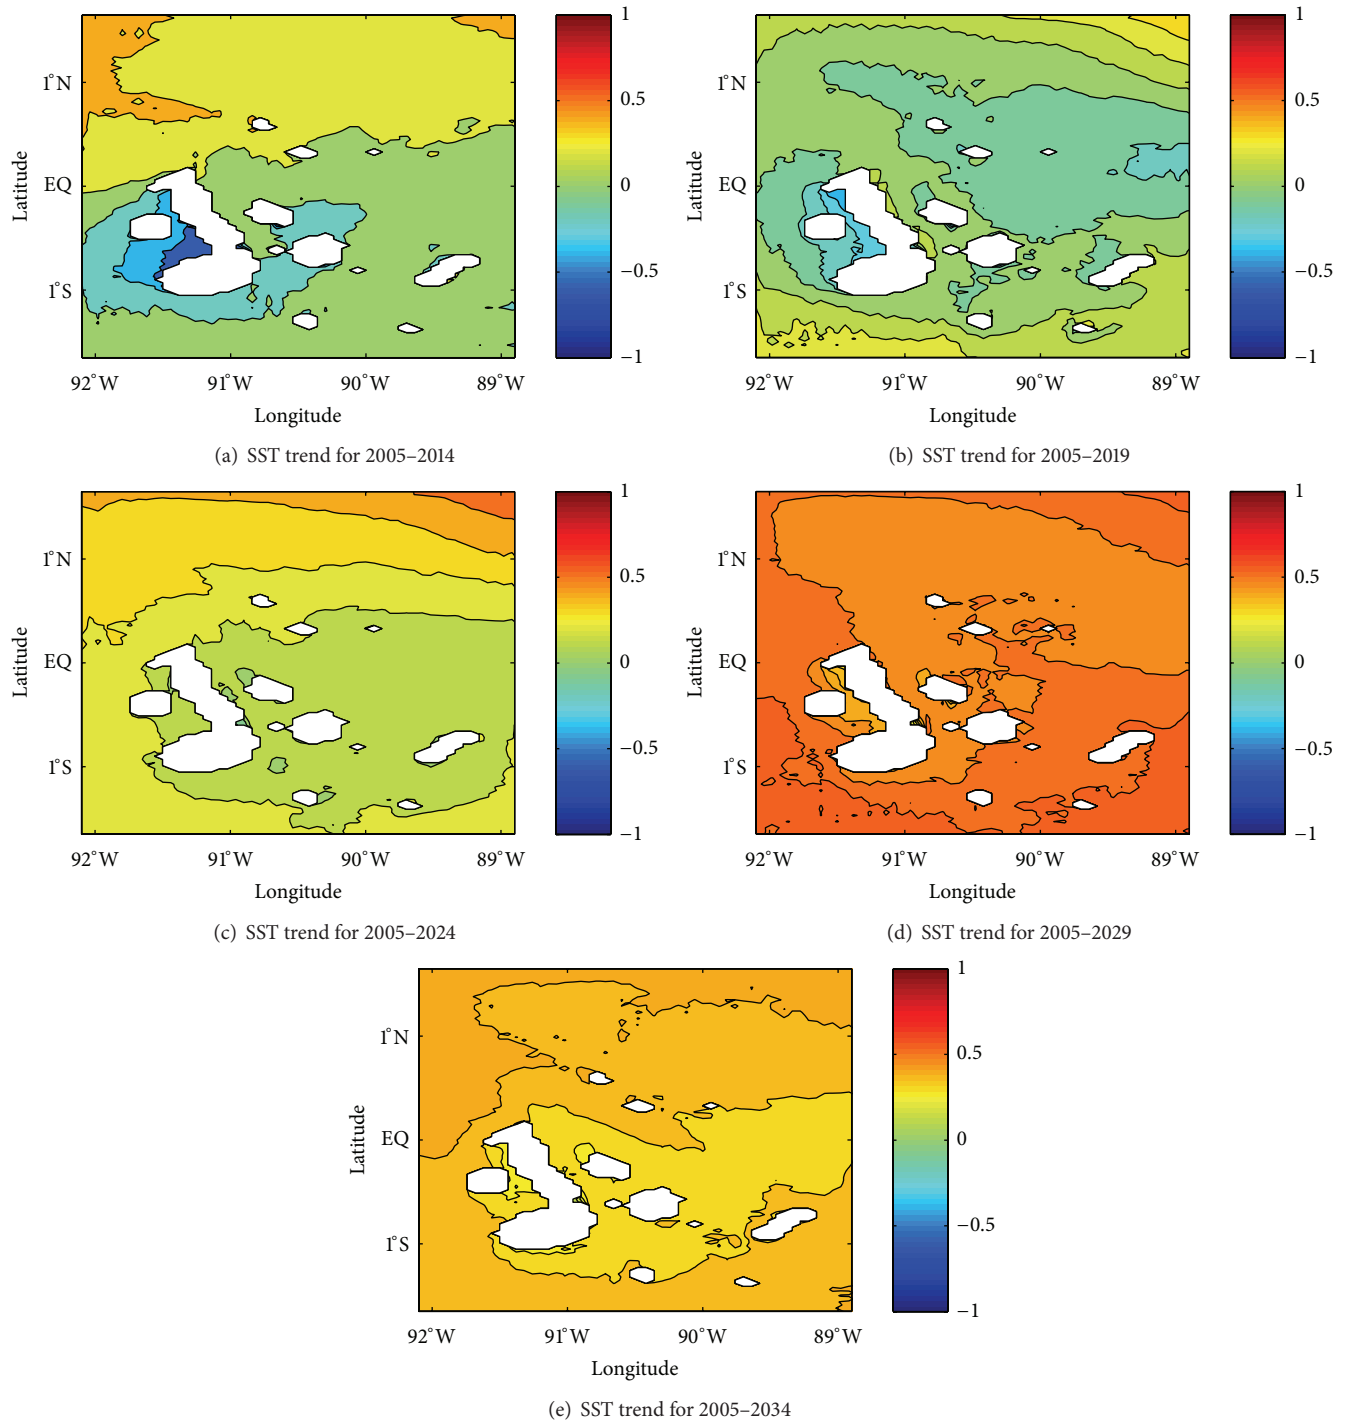 1
1°N
0.5
Latitude
EQ
0
−0.5
1°S
−1
92°W 91°W 90°W 89°W
Longitude
(a) SST trend for 2005–2014
1
1°N
0.5
Latitude
EQ
0
−0.5
1°S
−1
92°W 91°W 90°W 89°W
Longitude
(b) SST trend for 2005–2019
1
1°N
0.5
Latitude
EQ
0
−0.5
1°S
−1
92°W 91°W 90°W 89°W
Longitude
(c) SST trend for 2005–2024
1
1°N
0.5
Latitude
EQ
0
−0.5
1°S
−1
92°W 91°W 90°W 89°W
Longitude
(d) SST trend for 2005–2029
1
1°N
0.5
Latitude
EQ
0
−0.5
1°S
−1
92°W 91°W 90°W 89°W
Longitude
(e) SST trend for 2005–2034